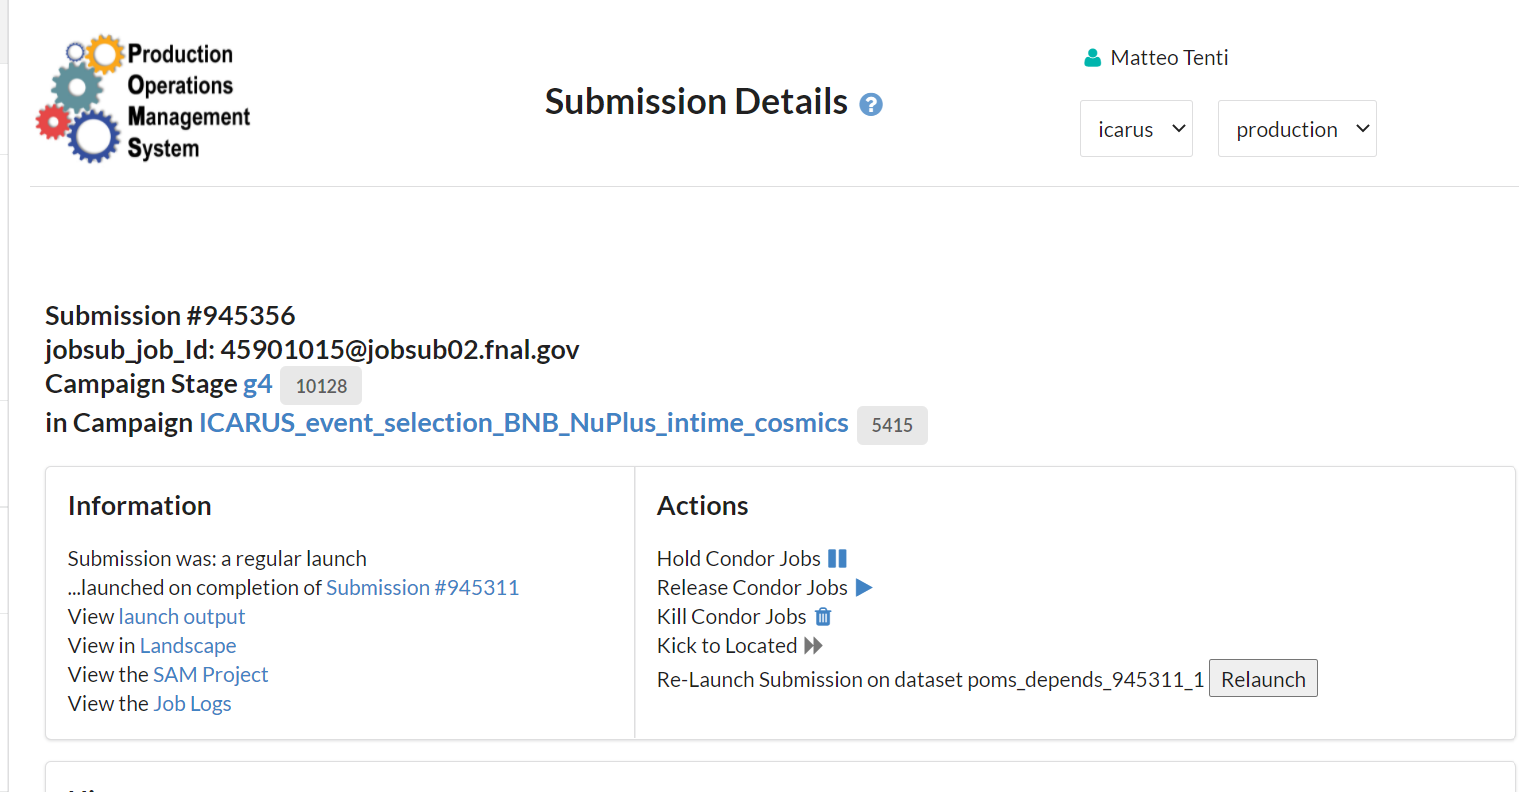 Production
Operations
Management
System
Submission Details
Matteo Tenti
icarus
production
Submission #945356
jobsub_job_Id: 45901015@jobsub02.fnal.gov
Campaign Stage g4 10128
in Campaign ICARUS_event_selection_BNB_NuPlus_intime_cosmics 5415
Information
Submission was: a regular launch
...launched on completion of Submission #945311
View launch output
View in Landscape
View the SAM Project
View the Job Logs
Actions
Hold Condor Jobs
Release Condor Jobs
Kill Condor Jobs
Kick to Located
Re-Launch Submission on dataset poms_depends_945311_1 Relaunch